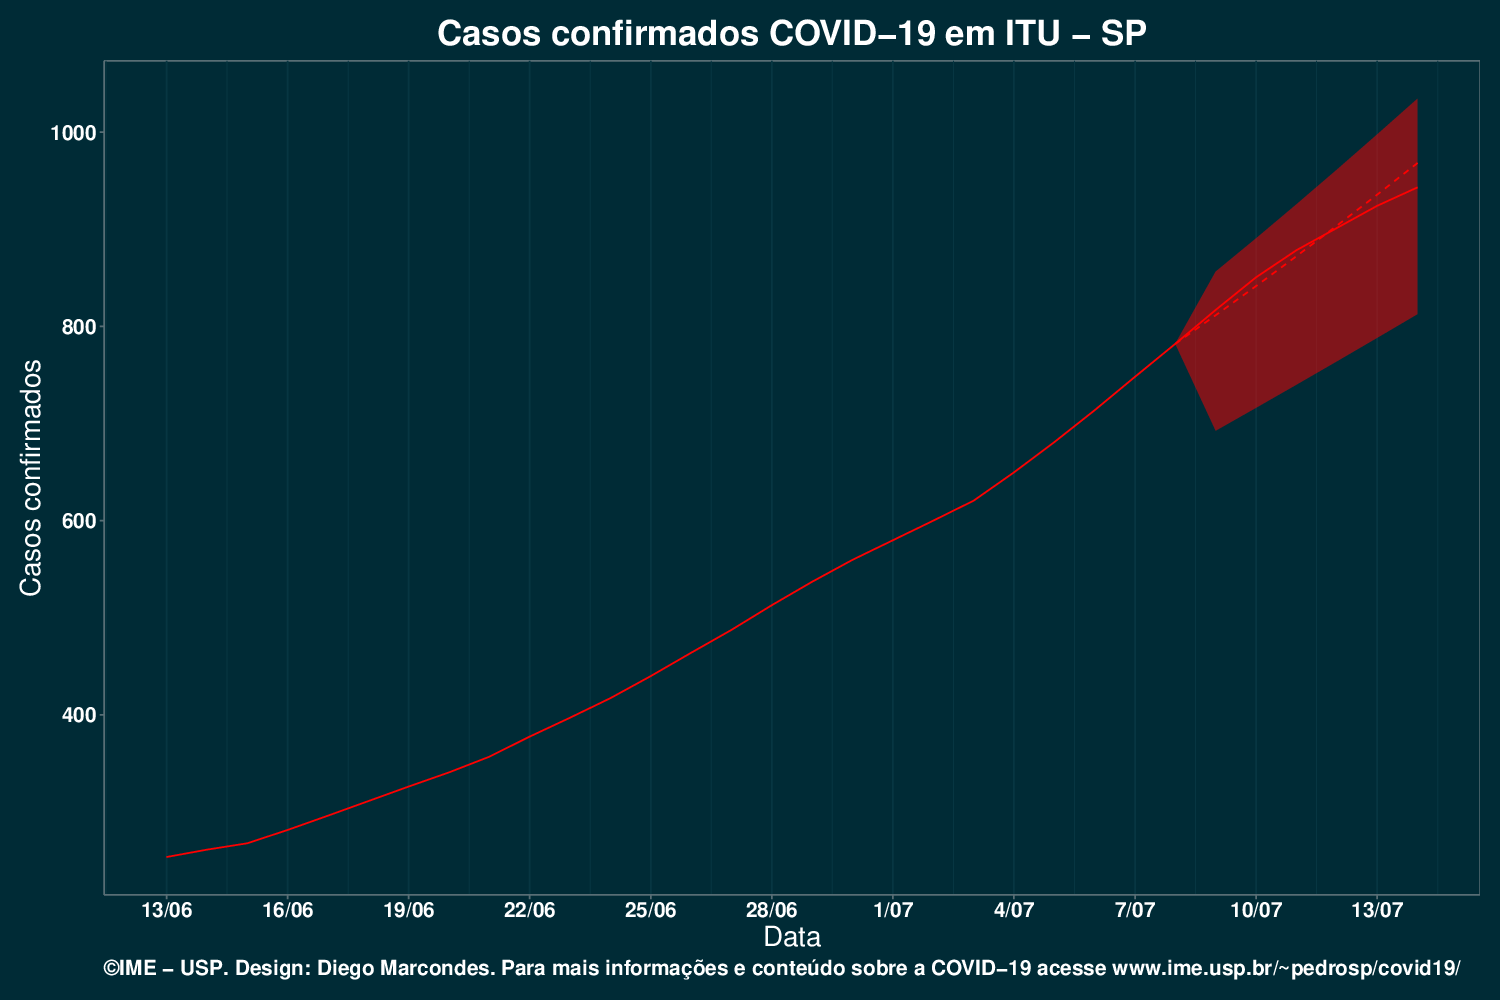 Casos confirmados COVID−19 em ITU − SP
1000
800
600
400
Casos confirmados
13/06 16/06 19/06 22/06 25/06 28/06 1/07 4/07 7/07 10/07 13/07
Data
©IME − USP. Design: Diego Marcondes. Para mais informações e conteúdo sobre a COVID−19 acesse www.ime.usp.br/~pedrosp/covid19/